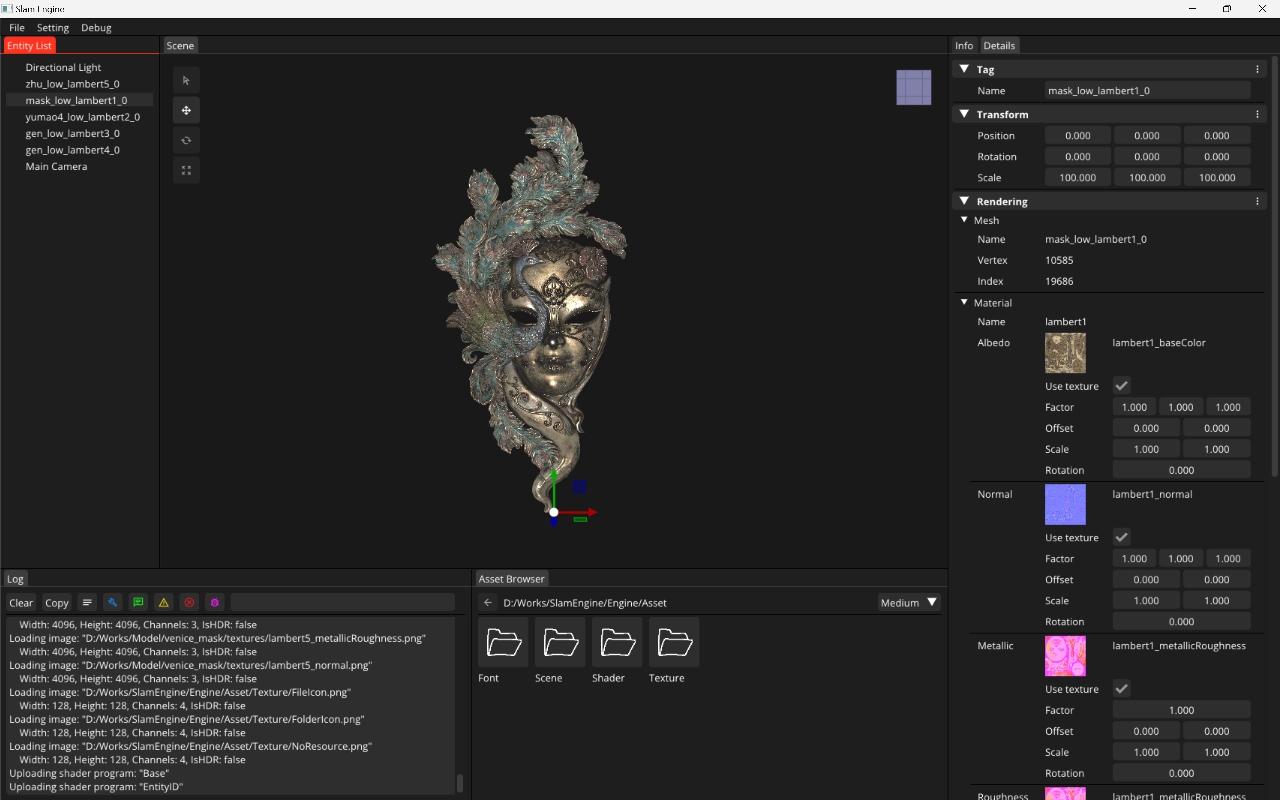 Slam Engine
File Setting Debug
Entity List
Directional Light
zhu_low_lambert5_0
mask_low_lambert1_0
yumao4_low_lambert2_0
gen_low_lambert3_0
gen_low_lambert4_0
Main Camera
Scene
Info Details
Tag
Name mask_low_lambert1_0
Transform
Position 0.000 0.000 0.000
Rotation 0.000 0.000 0.000
Scale 100.000 100.000 100.000
Rendering
Mesh
Name mask_low_lambert1_0
Vertex 10585
Index 19686
Material
Name lambert1
Albedo lambert1_baseColor
Use texture
Factor 1.000 1.000 1.000
Offset 0.000 0.000
Scale 1.000 1.000
Rotation 0.000
Normal lambert1_normal
Use texture
Factor 1.000 1.000 1.000
Offset 0.000 0.000
Scale 1.000 1.000
Rotation 0.000
Metallic lambert1_metallicRoughness
Use texture
Factor 1.000
Offset 0.000 0.000
Scale 1.000 1.000
Rotation 0.000
Roughness lambert1_metallicRoughness
Log
Clear Copy
Width: 4096, Height: 4096, Channels: 3, IsHDR: false
Loading image: "D:/Works/Model/venice_mask/textures/lambert5_metallicRoughness.png"
Width: 4096, Height: 4096, Channels: 3, IsHDR: false
Loading image: "D:/Works/Model/venice_mask/textures/lambert5_normal.png"
Width: 4096, Height: 4096, Channels: 3, IsHDR: false
Loading image: "D:/Works/SlamEngine/Engine/Asset/Texture/FileIcon.png"
Width: 128, Height: 128, Channels: 4, IsHDR: false
Loading image: "D:/Works/SlamEngine/Engine/Asset/Texture/FolderIcon.png"
Width: 128, Height: 128, Channels: 4, IsHDR: false
Loading image: "D:/Works/SlamEngine/Engine/Asset/Texture/NoResource.png"
Width: 128, Height: 128, Channels: 4, IsHDR: false
Uploading shader program: "Base"
Uploading shader program: "EntityID"
Asset Browser
D:/Works/SlamEngine/Engine/Asset
Medium
Font Scene Shader Texture